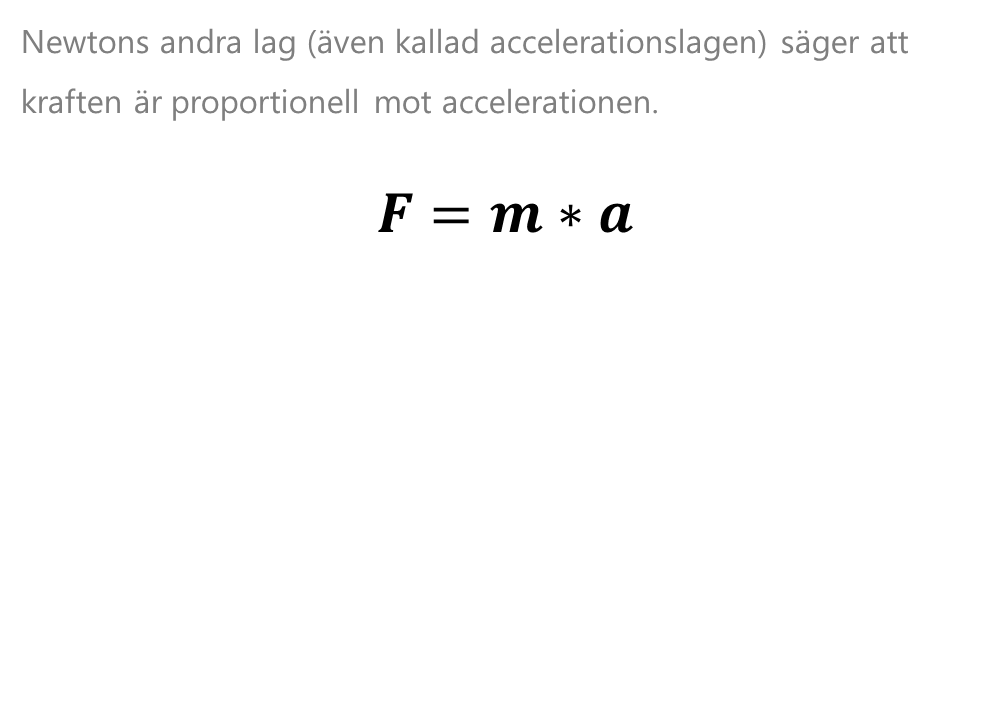 Newtons andra lag (även kallad accelerationslagen) säger att
kraften är proportionell mot accelerationen.
F = m * a